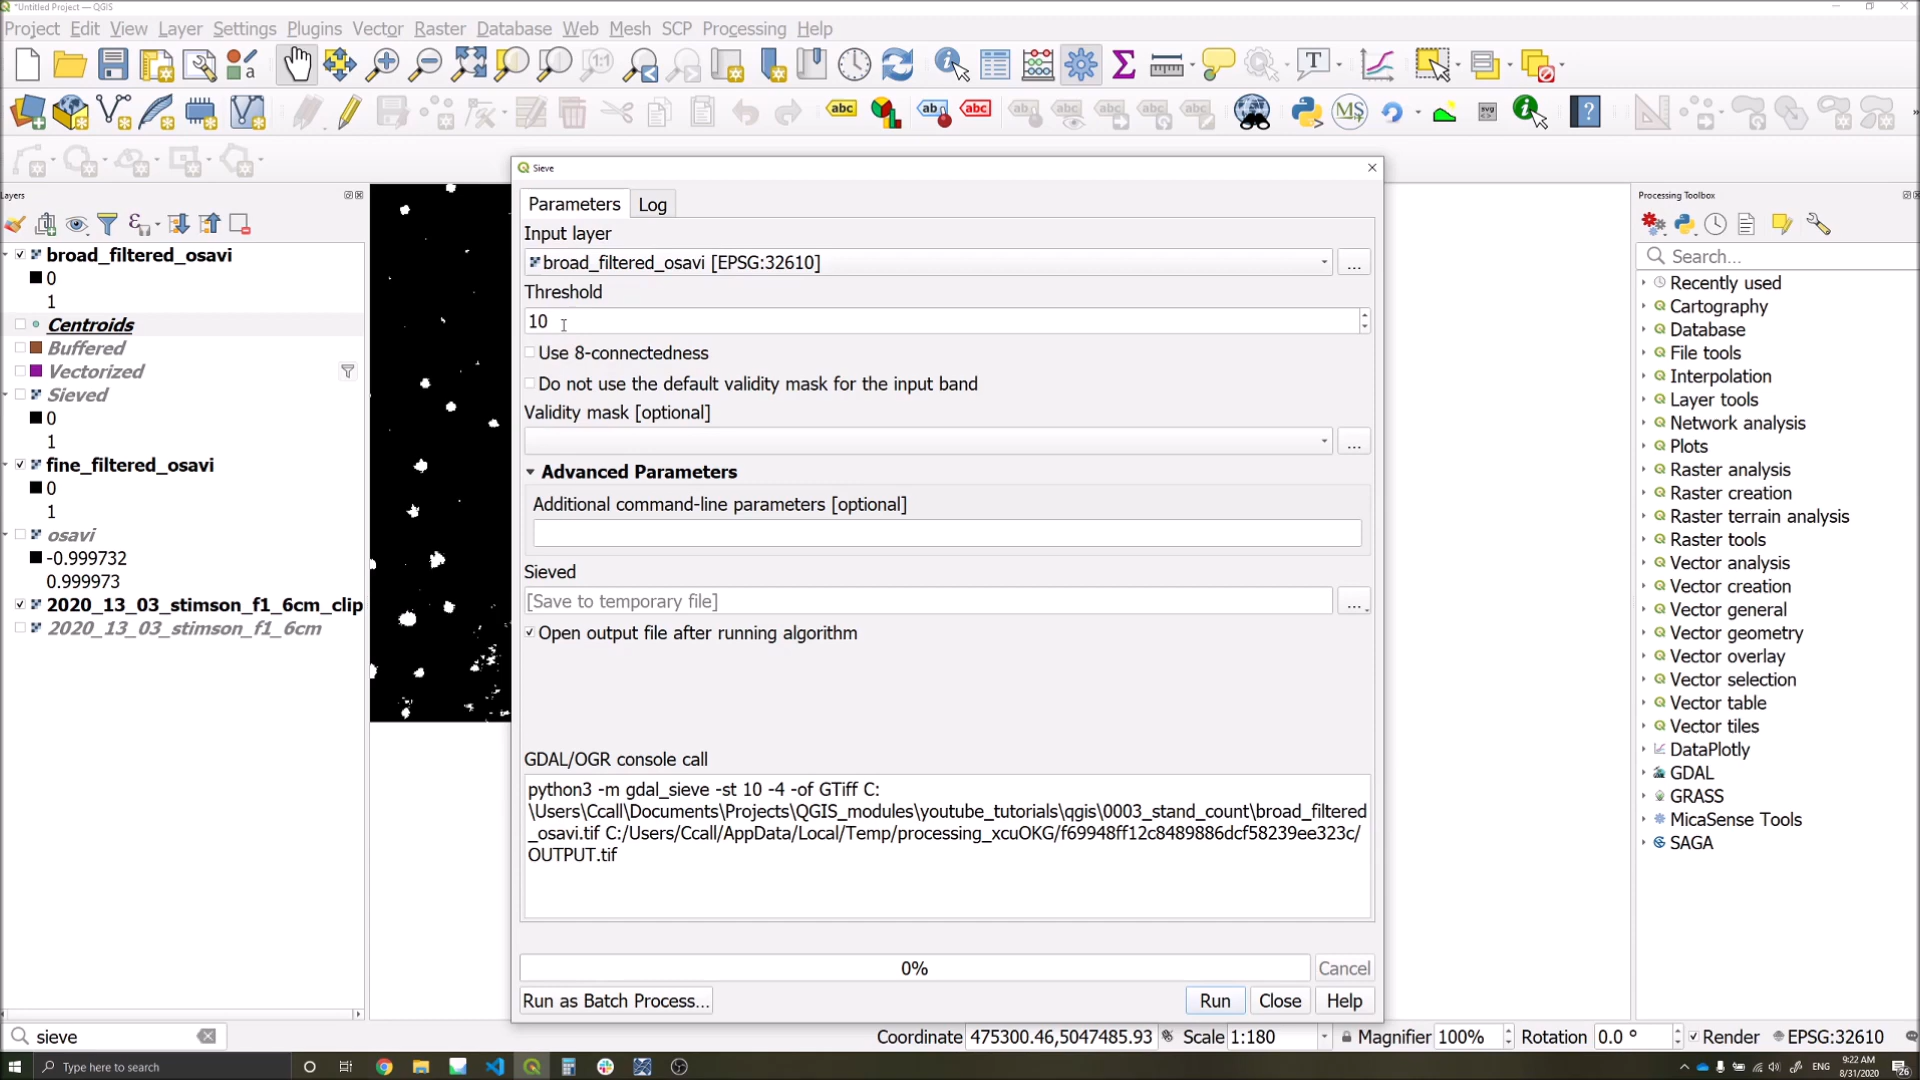 *Untitled Project — QGIS
Project Edit View Layer Settings Plugins Vector Raster Database Web Mesh SCP Processing Help
Layers
broad_filtered_osavi
0
1
Centroids
Buffered
Vectorized
Sieved
0
1
fine_filtered_osavi
0
1
osavi
-0.999732
0.999973
2020_13_03_stimson_f1_6cm_clip
2020_13_03_stimson_f1_6cm
Sieve
Parameters Log
Input layer
broad_filtered_osavi [EPSG:32610]
...
Threshold
10
Use 8-connectedness
Do not use the default validity mask for the input band
Validity mask [optional]
...
Advanced Parameters
Additional command-line parameters [optional]
Sieved
[Save to temporary file]
...
Open output file after running algorithm
GDAL/OGR console call
python3 -m gdal_sieve -st 10 -4 -of GTiff C:
\Users\Ccall\Documents\Projects\QGIS_modules\youtube_tutorials\qgis\0003_stand_count\broad_filtered
_osavi.tif C:/Users/Ccall/AppData/Local/Temp/processing_xcuOKG/f69948ff12c8489886dcf58239ee323c/
OUTPUT.tif
0%
Cancel
Run as Batch Process... Run Close Help
Processing Toolbox
Search...
Recently used
Cartography
Database
File tools
Interpolation
Layer tools
Network analysis
Plots
Raster analysis
Raster creation
Raster terrain analysis
Raster tools
Vector analysis
Vector creation
Vector general
Vector geometry
Vector overlay
Vector selection
Vector table
Vector tiles
DataPlotly
GDAL
GRASS
MicaSense Tools
SAGA
sieve
Coordinate 475300.46,5047485.93 Scale 1:180 Magnifier 100% Rotation 0.0 ° Render EPSG:32610
Type here to search
ENG
9:22 AM
8/31/2020